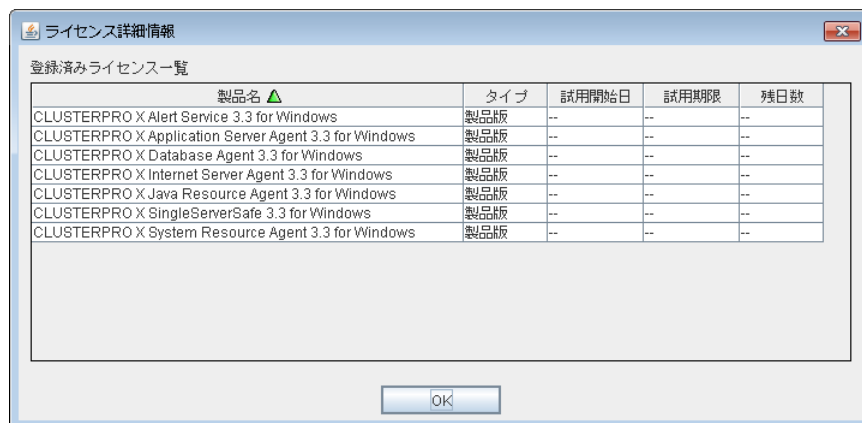 ライセンス詳細情報
登録済みライセンス一覧
製品名 タイプ 試用開始日 試用期限 残日数
CLUSTERPRO X Alert Service 3.3 for Windows 製品版 -- -- --
CLUSTERPRO X Application Server Agent 3.3 for Windows 製品版 -- -- --
CLUSTERPRO X Database Agent 3.3 for Windows 製品版 -- -- --
CLUSTERPRO X Internet Server Agent 3.3 for Windows 製品版 -- -- --
CLUSTERPRO X Java Resource Agent 3.3 for Windows 製品版 -- -- --
CLUSTERPRO X SingleServerSafe 3.3 for Windows 製品版 -- -- --
CLUSTERPRO X System Resource Agent 3.3 for Windows 製品版 -- -- --
OK